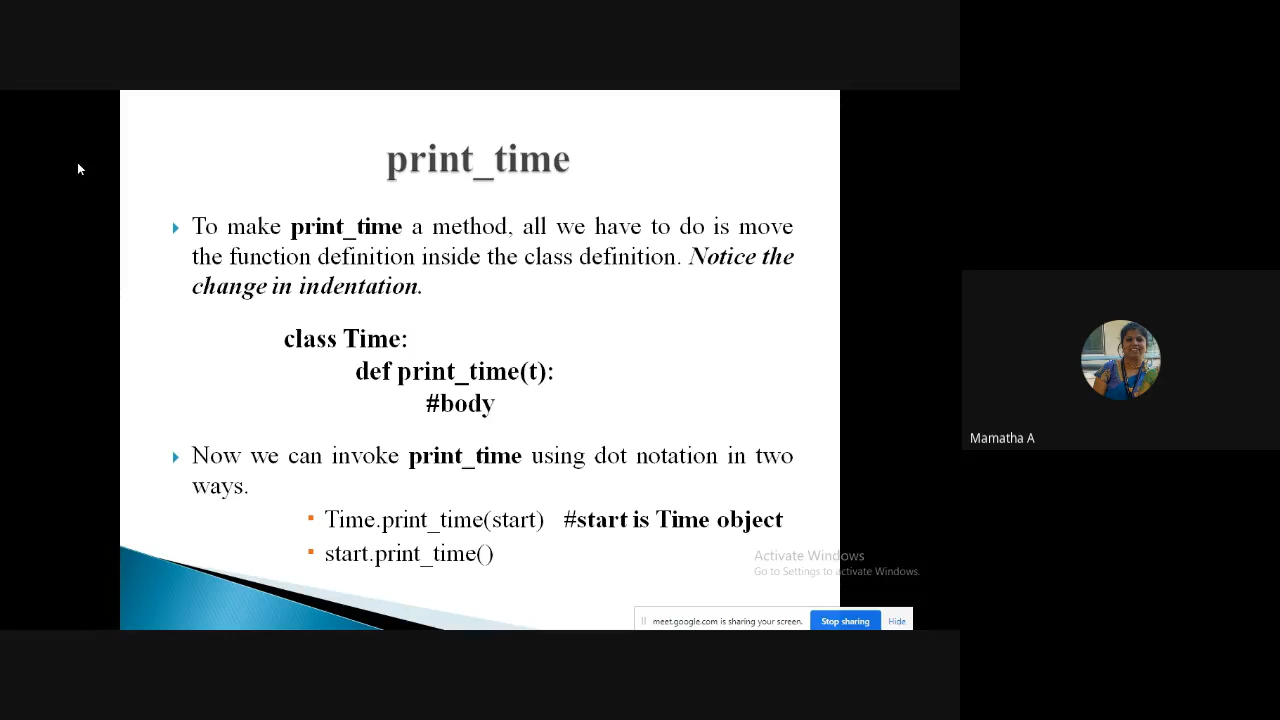 print_time
To make print_time a method, all we have to do is move
the function definition inside the class definition. Notice the
change in indentation.
class Time:
def print_time(t):
#body
Now we can invoke print_time using dot notation in two
ways.
Time.print_time(start) #start is Time object
start.print_time()
Activate Windows
Go to Settings to activate Windows.
meet.google.com is sharing your screen.
Stop sharing
Hide
Mamatha A